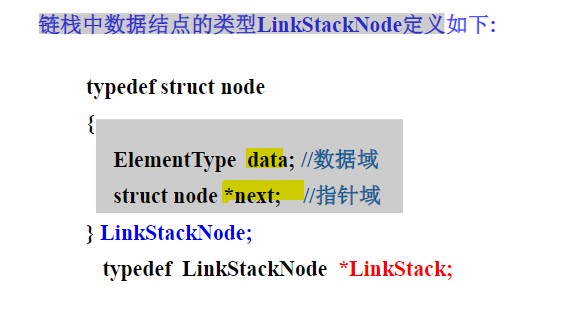 链栈中数据结点的类型LinkStackNode定义如下:
typedef struct node
{
ElementType data; //数据域
struct node *next; //指针域
} LinkStackNode;
typedef LinkStackNode *LinkStack;